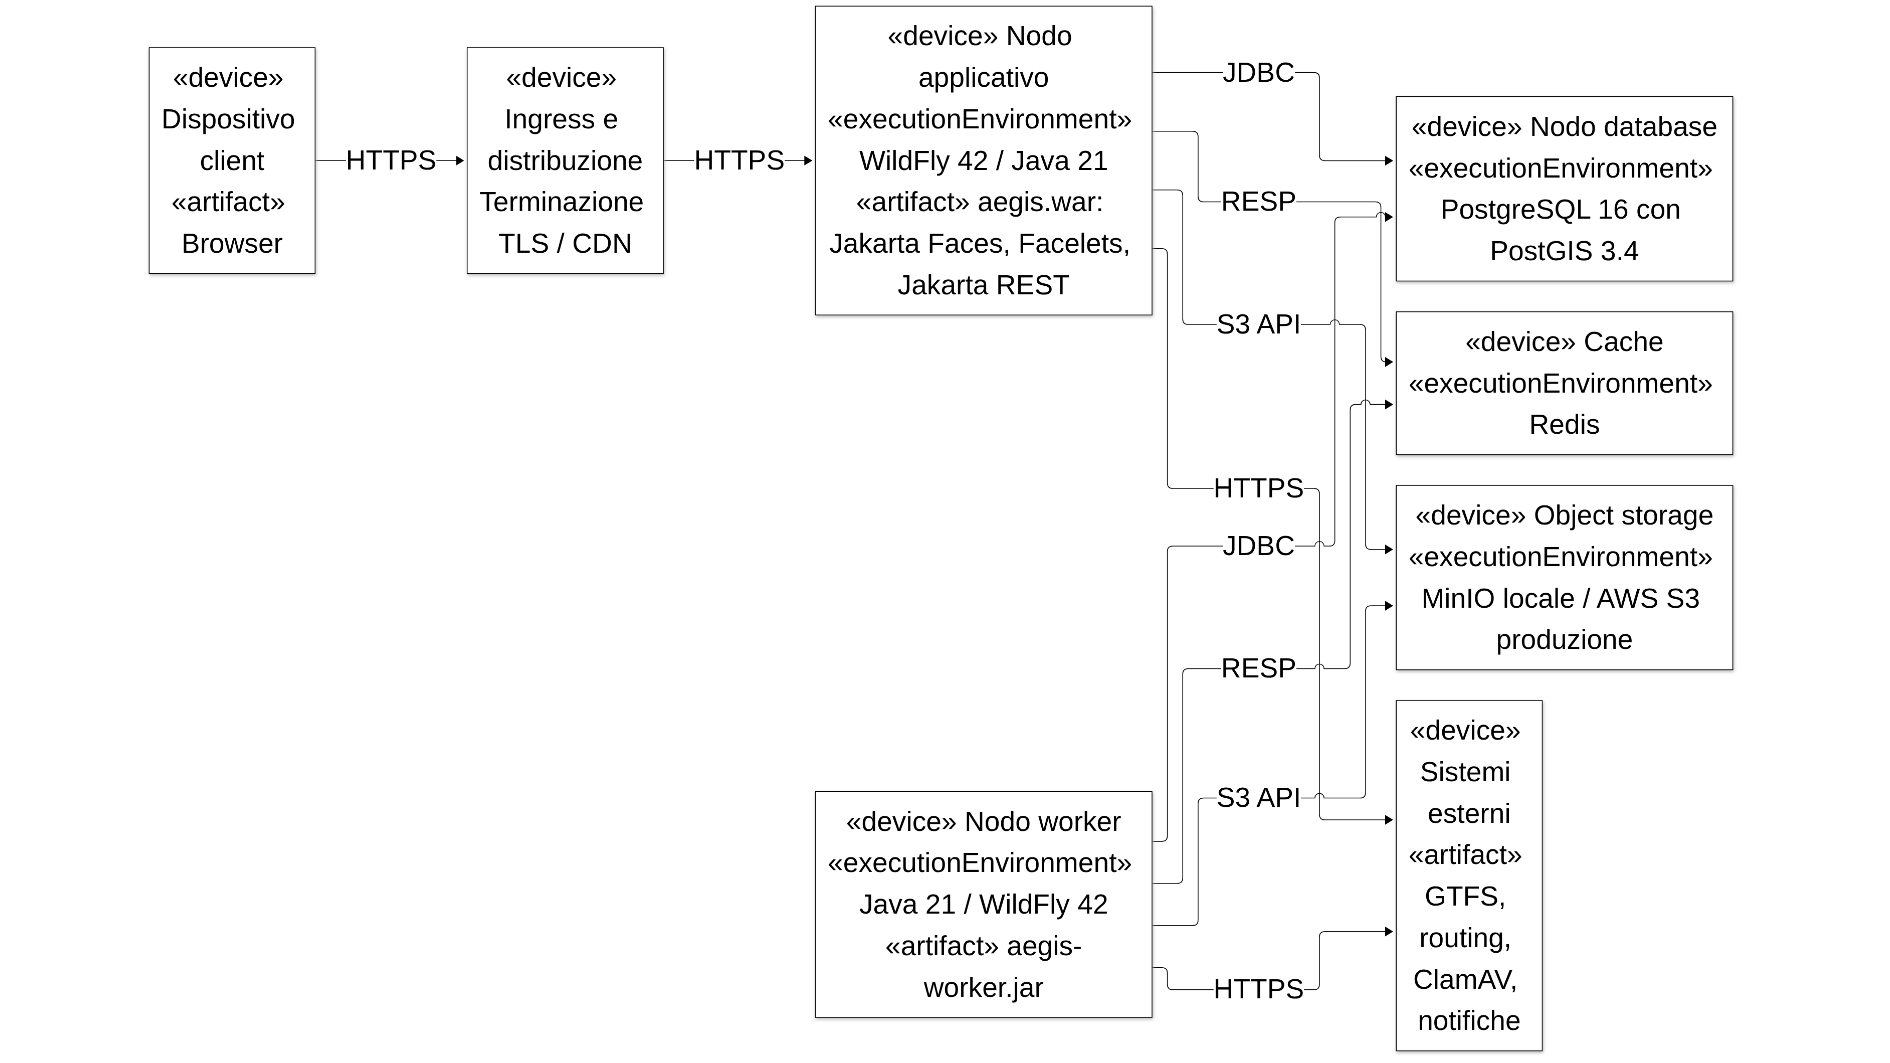 «device»
Dispositivo
client
«artifact»
Browser
HTTPS
«device»
Ingress e
distribuzione
Terminazione
TLS / CDN
HTTPS
«device» Nodo
applicativo
«executionEnvironment»
WildFly 42 / Java 21
«artifact» aegis.war:
Jakarta Faces, Facelets,
Jakarta REST
JDBC
RESP
S3 API
HTTPS
JDBC
RESP
S3 API
HTTPS
«device» Nodo worker
«executionEnvironment»
Java 21 / WildFly 42
«artifact» aegis-
worker.jar
«device» Nodo database
«executionEnvironment»
PostgreSQL 16 con
PostGIS 3.4
«device» Cache
«executionEnvironment»
Redis
«device» Object storage
«executionEnvironment»
MinIO locale / AWS S3
produzione
«device»
Sistemi
esterni
«artifact»
GTFS,
routing,
ClamAV,
notifiche